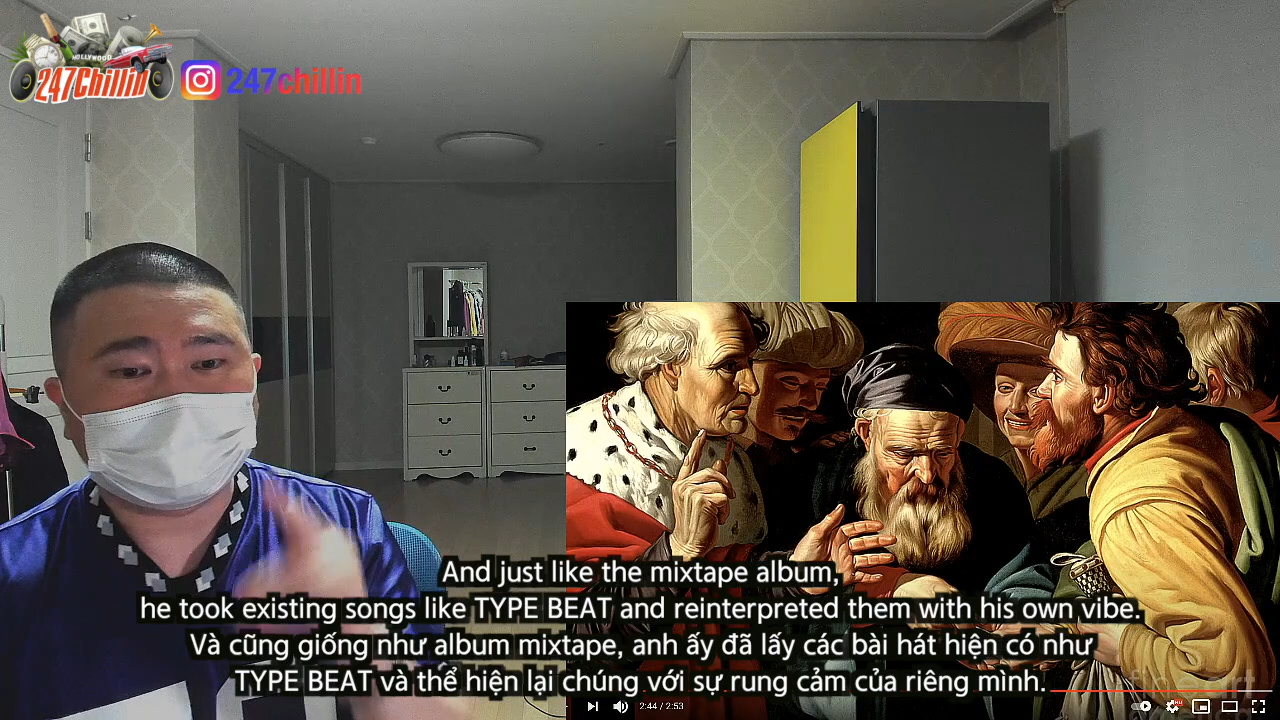 HOLLYWOOD
247Chillin
247chillin
And just like the mixtape album,
he took existing songs like TYPE BEAT and reinterpreted them with his own vibe.
Và cũng giống như album mixtape, anh ấy đã lấy các bài hát hiện có như
TYPE BEAT và thể hiện lại chúng với sự rung cảm của riêng mình.
2:44 / 2:53